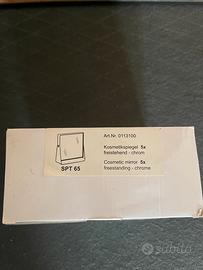 Art.Nr. 0113100
Kosmetikspiegel 5x
freistehend - chrom
Cosmetic mirror 5x
freestanding - chrome
SPT 65
subito